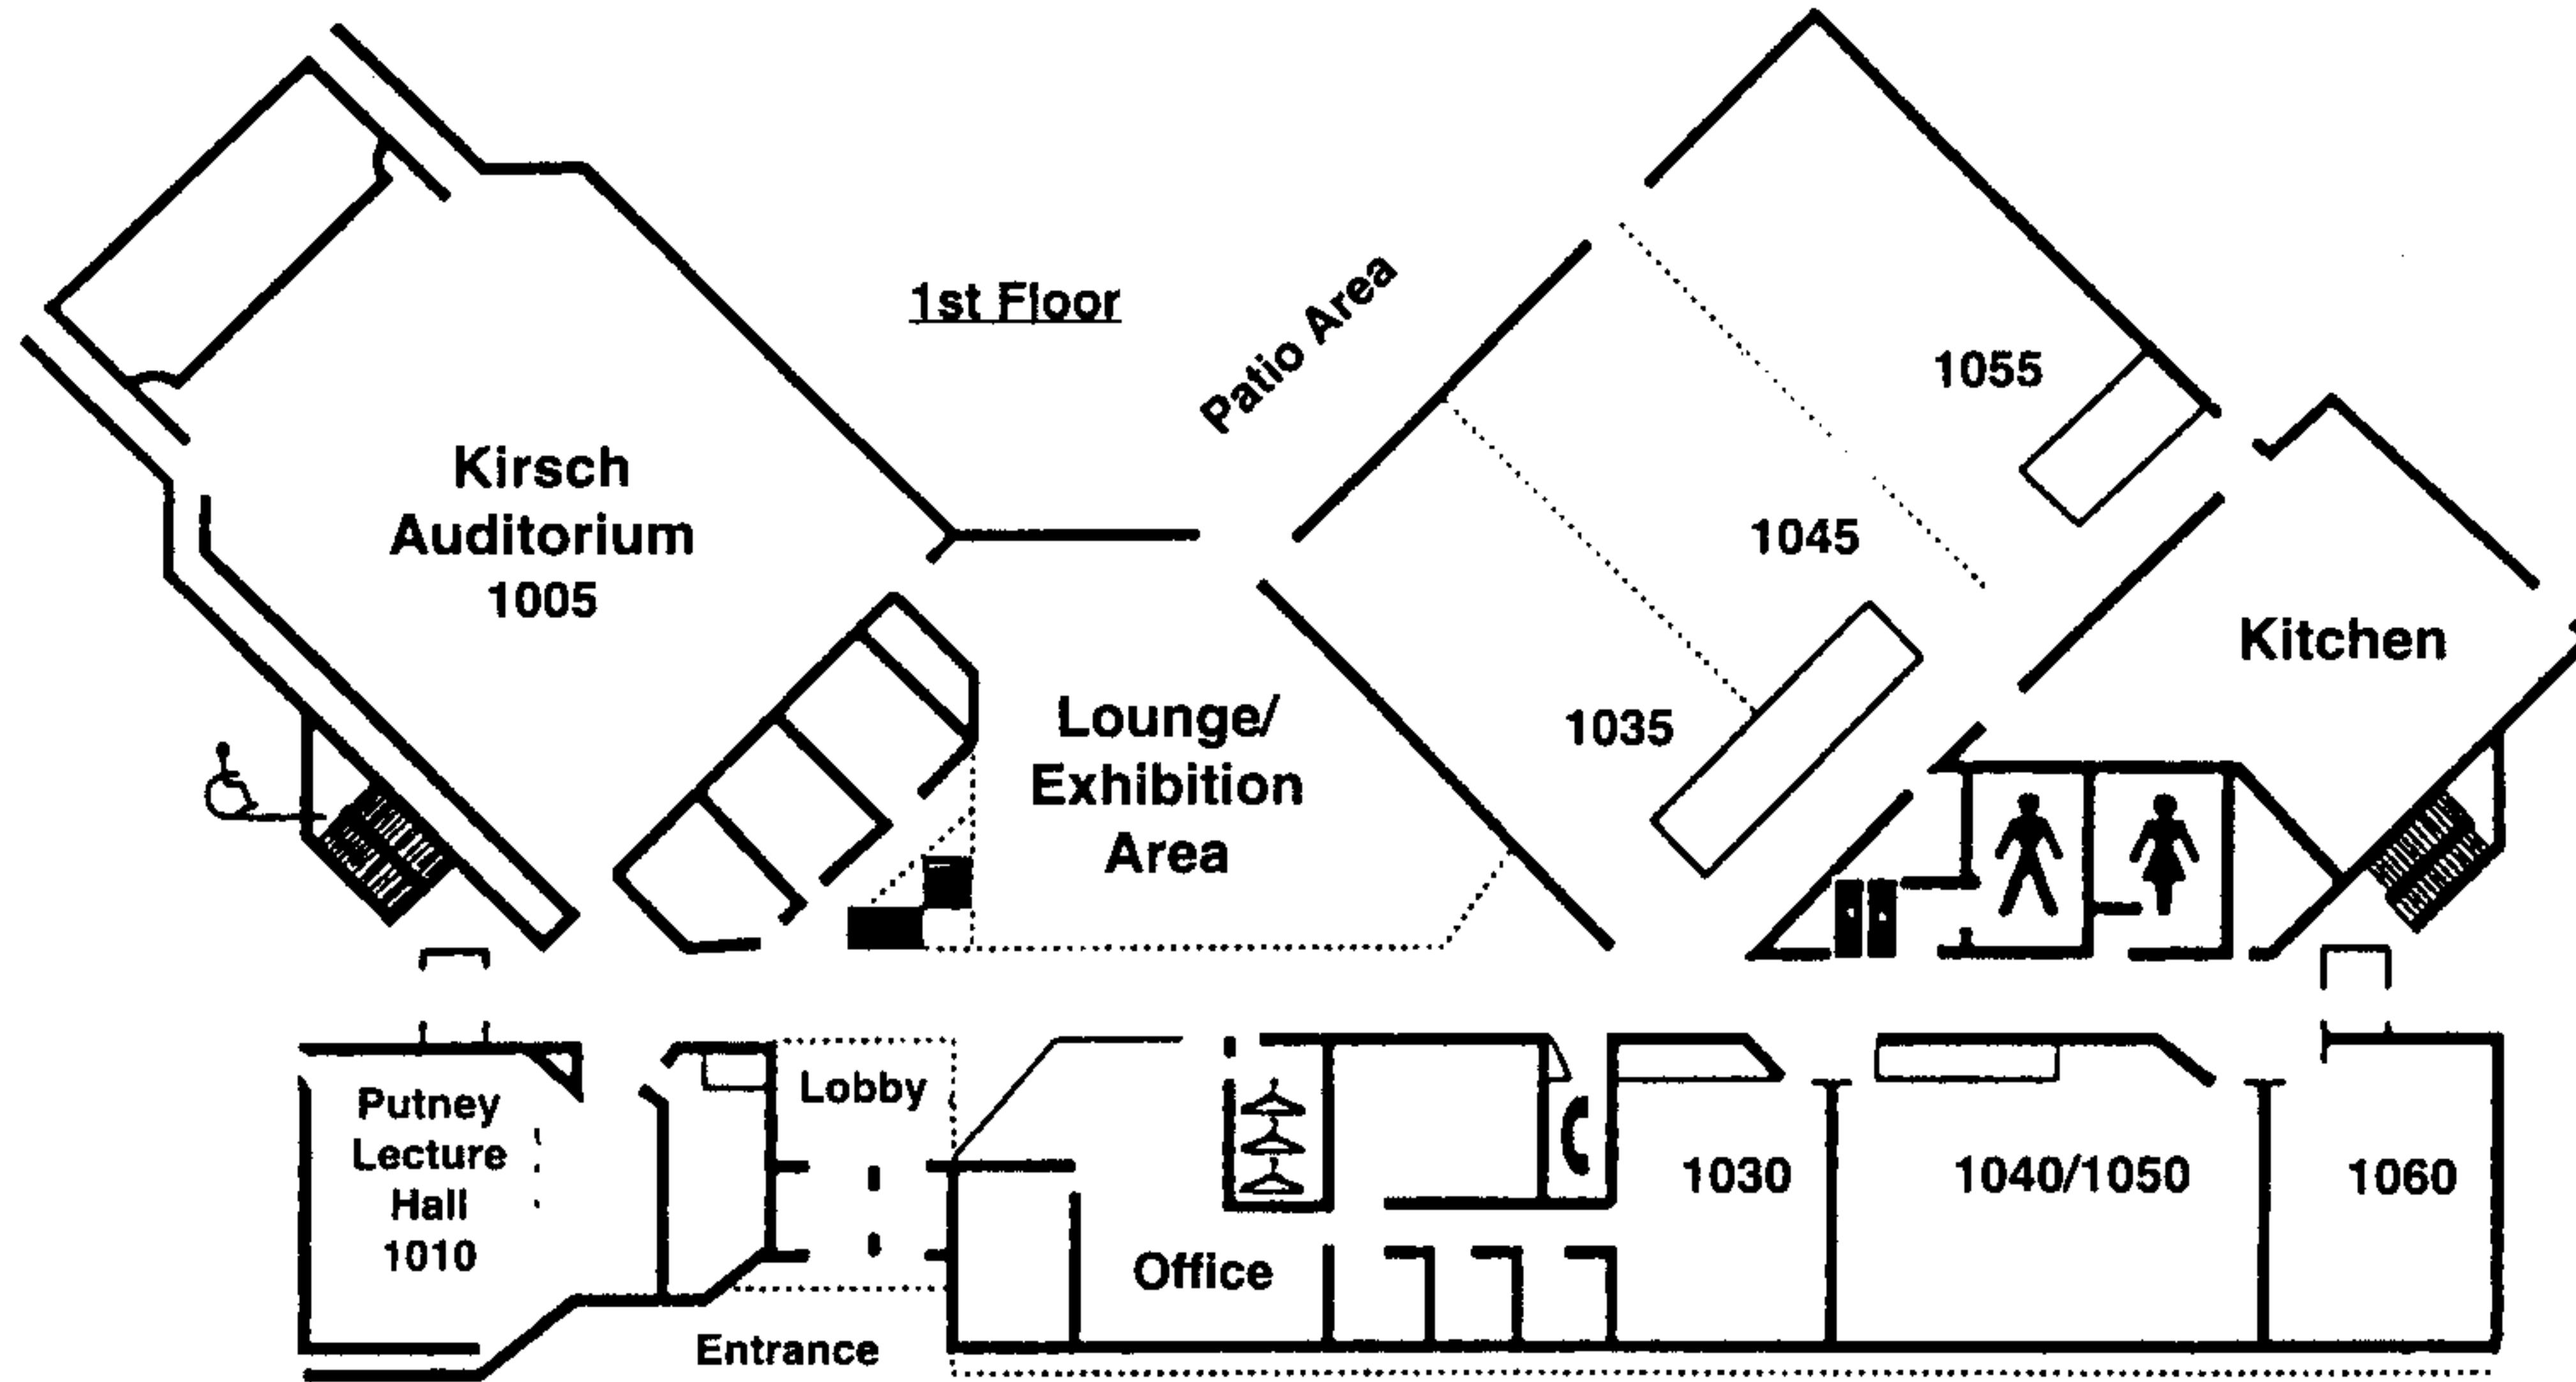 1st Floor
Patio Area
1055
Kirsch
Auditorium
1005
1045
Kitchen
1035
Lounge/
Exhibition
Area
Putney
Lecture
Hall
1010
Lobby
1030
1040/1050
1060
Office
Entrance